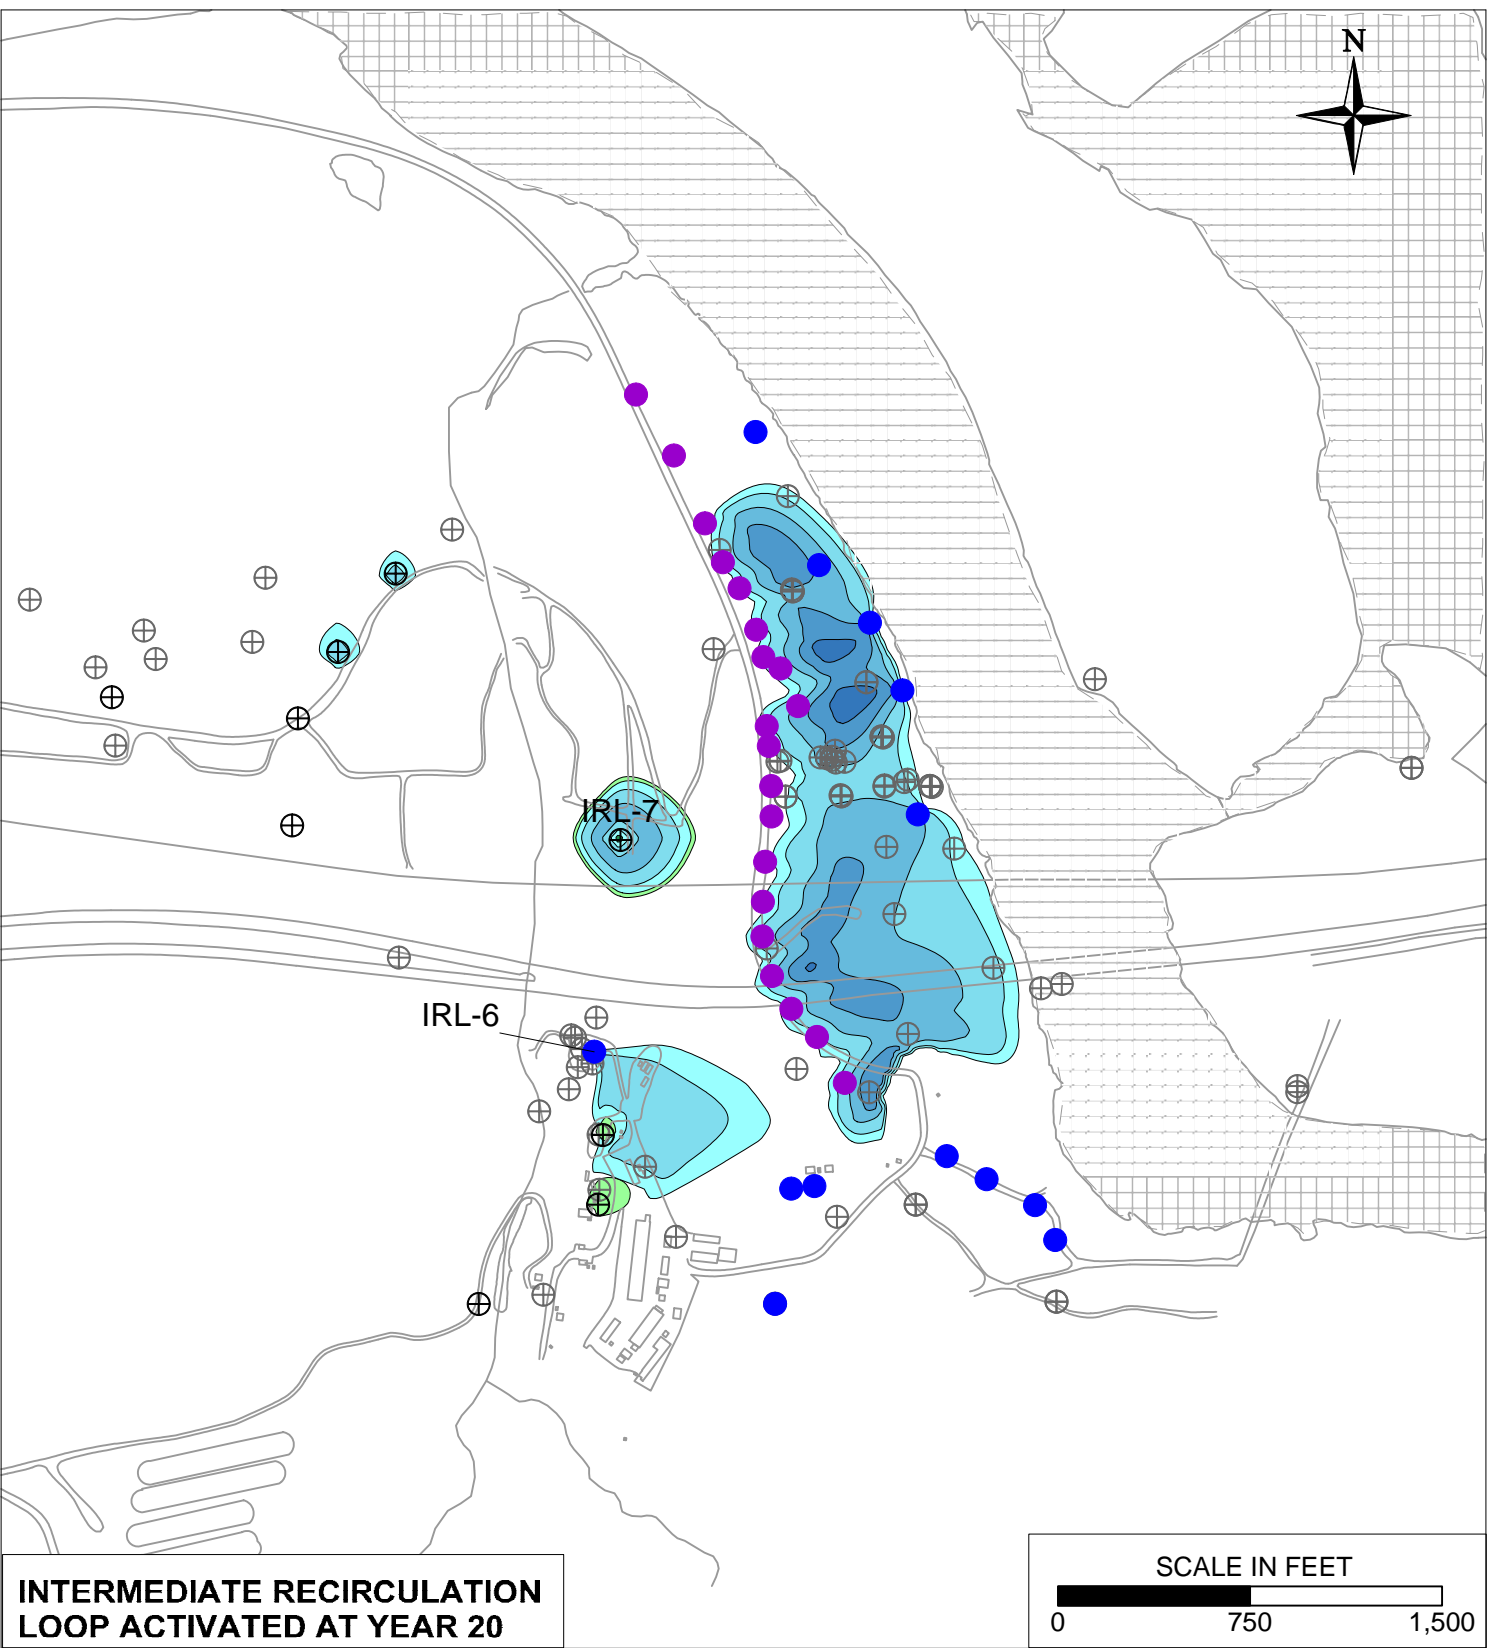 N
IRL-7
IRL-6
INTERMEDIATE RECIRCULATION
LOOP ACTIVATED AT YEAR 20
SCALE IN FEET
0 750 1,500